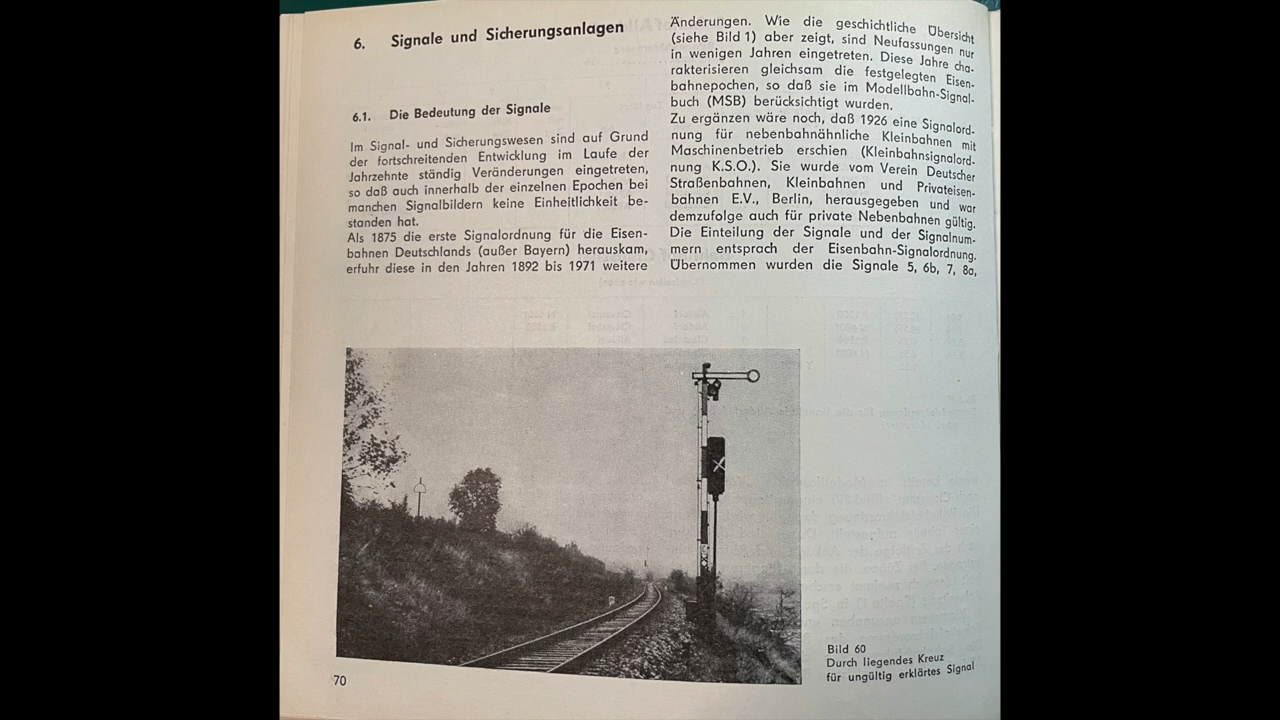 6. Signale und Sicherungsanlagen
6.1. Die Bedeutung der Signale
Im Signal- und Sicherungswesen sind auf Grund
der fortschreitenden Entwicklung im Laufe der
Jahrzehnte ständig Veränderungen eingetreten,
so daß auch innerhalb der einzelnen Epochen bei
manchen Signalbildern keine Einheitlichkeit be-
standen hat.
Als 1875 die erste Signalordnung für die Eisen-
bahnen Deutschlands (außer Bayern) herauskam,
erfuhr diese in den Jahren 1892 bis 1971 weitere
Änderungen. Wie die geschichtliche Übersicht
(siehe Bild 1) aber zeigt, sind Neufassungen nur
in wenigen Jahren eingetreten. Diese Jahre cha-
rakterisieren gleichsam die festgelegten Eisen-
bahnepochen, so daß sie im Modellbahn-Signal-
buch (MSB) berücksichtigt wurden.
Zu ergänzen wäre noch, daß 1926 eine Signalord-
nung für nebenbahnähnliche Kleinbahnen mit
Maschinenbetrieb erschien (Kleinbahnsignalord-
nung K.S.O.). Sie wurde vom Verein Deutscher
Straßenbahnen, Kleinbahnen und Privateisen-
bahnen E.V., Berlin, herausgegeben und war
demzufolge auch für private Nebenbahnen gültig.
Die Einteilung der Signale und der Signalnum-
mern entsprach der Eisenbahn-Signalordnung.
Übernommen wurden die Signale 5, 6b, 7, 8a,
Bild 60
Durch liegendes Kreuz
für ungültig erklärtes Signal
70